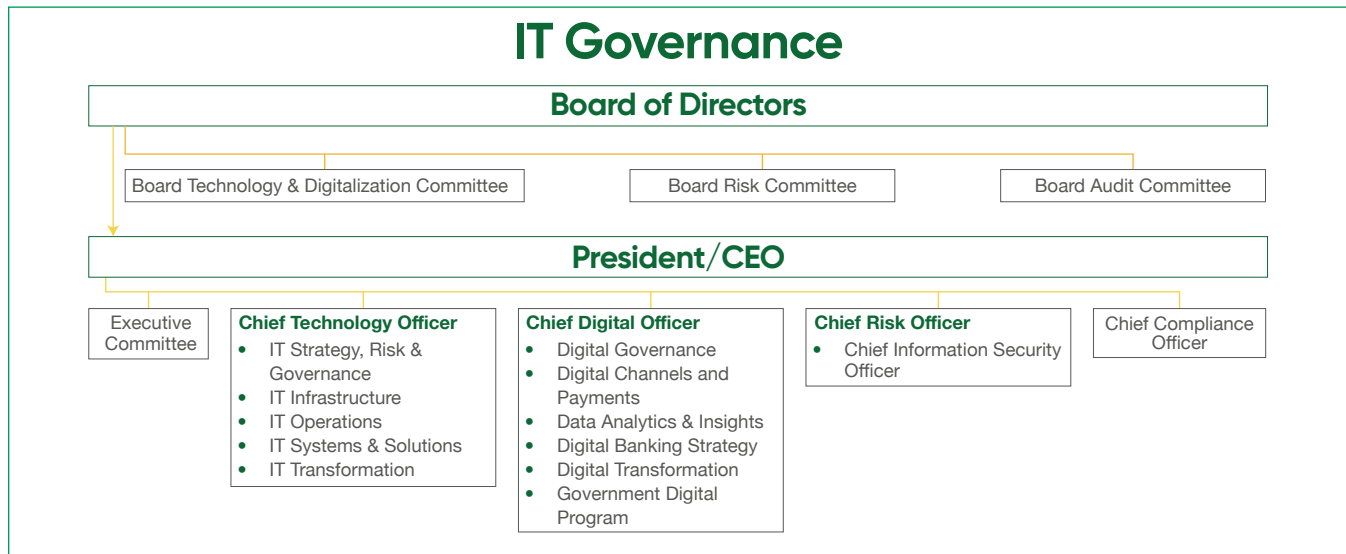 IT Governance
Board of Directors
Board Technology & Digitalization Committee
Board Risk Committee
Board Audit Committee
President/CEO
Executive
Committee
Chief Technology Officer
• IT Strategy, Risk &
Governance
• IT Infrastructure
• IT Operations
• IT Systems & Solutions
• IT Transformation
Chief Digital Officer
• Digital Governance
• Digital Channels and
Payments
• Data Analytics & Insights
• Digital Banking Strategy
• Digital Transformation
• Government Digital
Program
Chief Risk Officer
• Chief Information Security
Officer
Chief Compliance
Officer